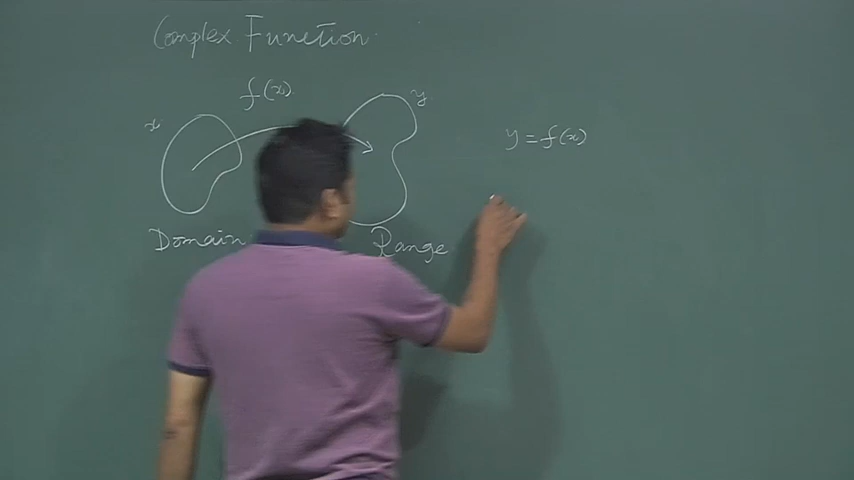 Complex Function
f(x)
x
y
y = f(x)
Domain
Range